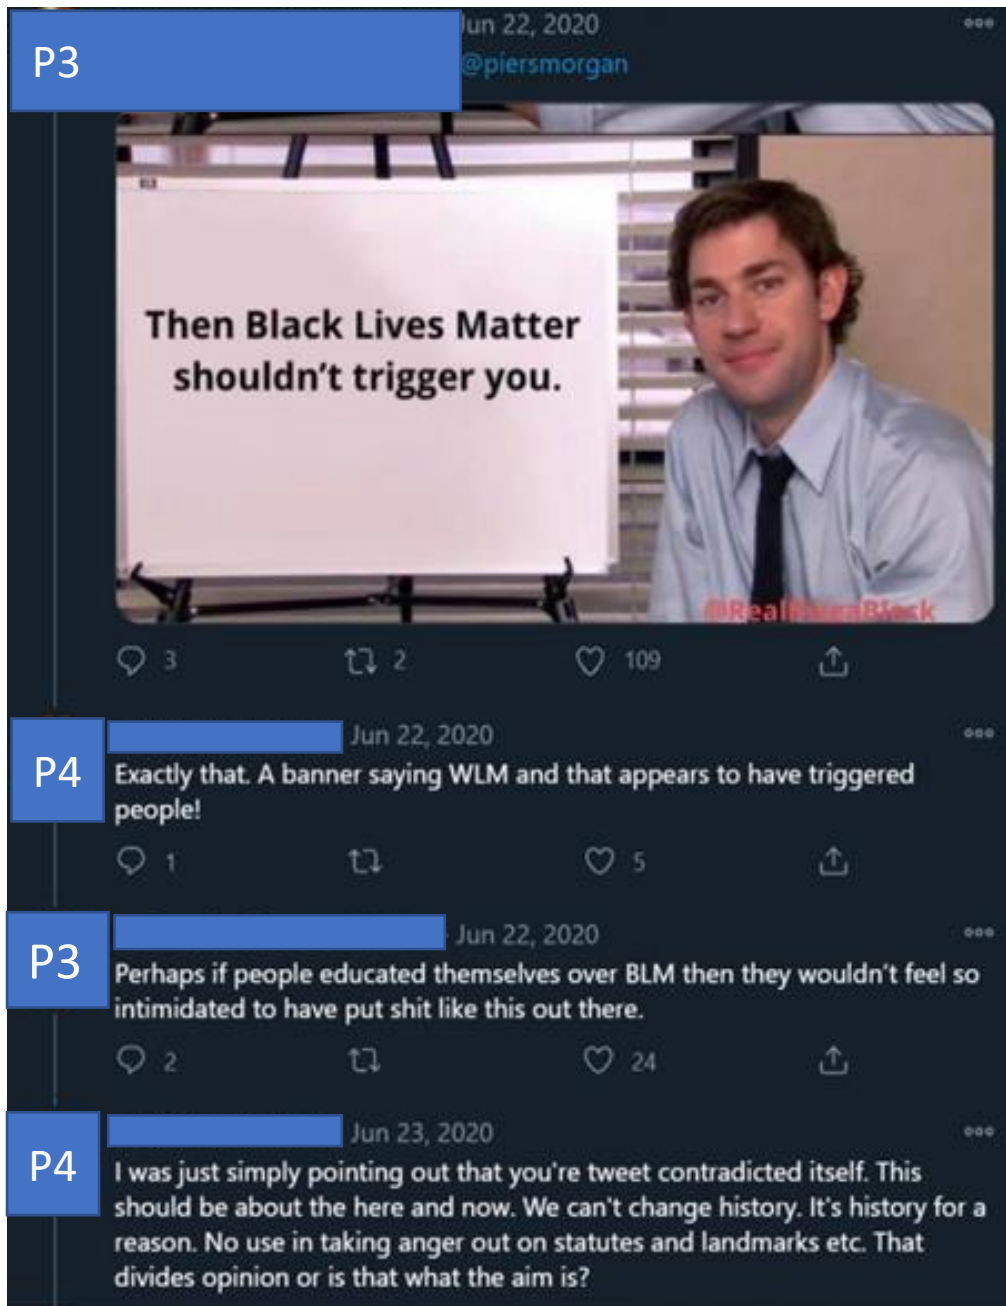 P3
Jun 22, 2020
@piersmorgan
Then Black Lives Matter
shouldn't trigger you.
3
2
109
P4
Jun 22, 2020
Exactly that. A banner saying WLM and that appears to have triggered
people!
1
5
P3
Jun 22, 2020
Perhaps if people educated themselves over BLM then they wouldn't feel so
intimidated to have put shit like this out there.
2
24
P4
Jun 23, 2020
I was just simply pointing out that you're tweet contradicted itself. This
should be about the here and now. We can't change history. It's history for a
reason. No use in taking anger out on statutes and landmarks etc. That
divides opinion or is that what the aim is?